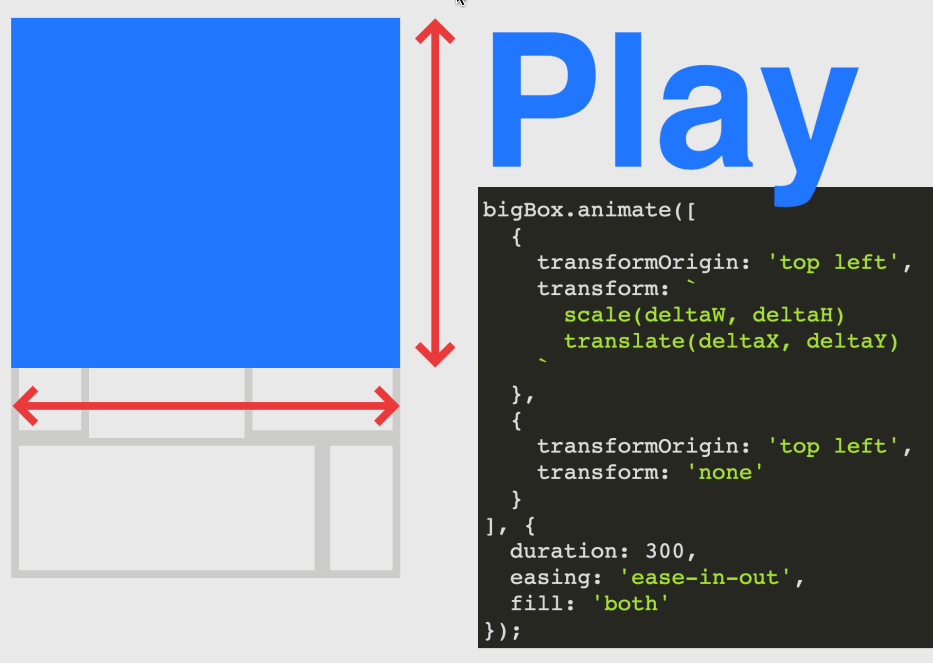 Play
bigBox.animate([
  {
    transformOrigin: 'top left',
    transform: `
      scale(deltaW, deltaH)
      translate(deltaX, deltaY)
    `
  },
  {
    transformOrigin: 'top left',
    transform: 'none'
  }
], {
  duration: 300,
  easing: 'ease-in-out',
  fill: 'both'
});